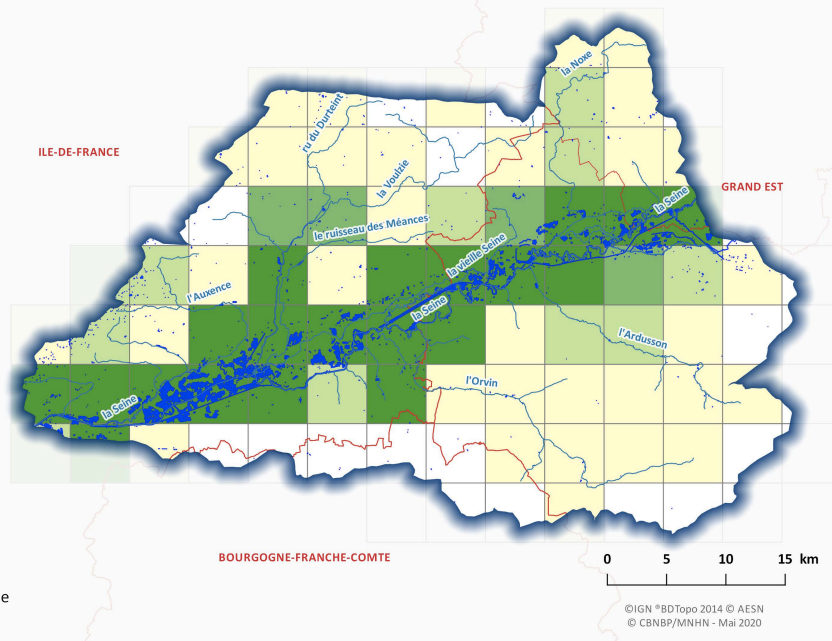 la Noxe
ru du Durteint
ILE-DE-FRANCE
la Voulzie
GRAND EST
la Seine
le ruisseau des Méances
la vieille Seine
l'Auxence
la Seine
l'Ardusson
l'Orvin
la Seine
BOURGOGNE-FRANCHE-COMTE
0 5 10 15 km
e
©IGN ®BDTopo 2014 © AESN
© CBNBP/MNHN - Mai 2020